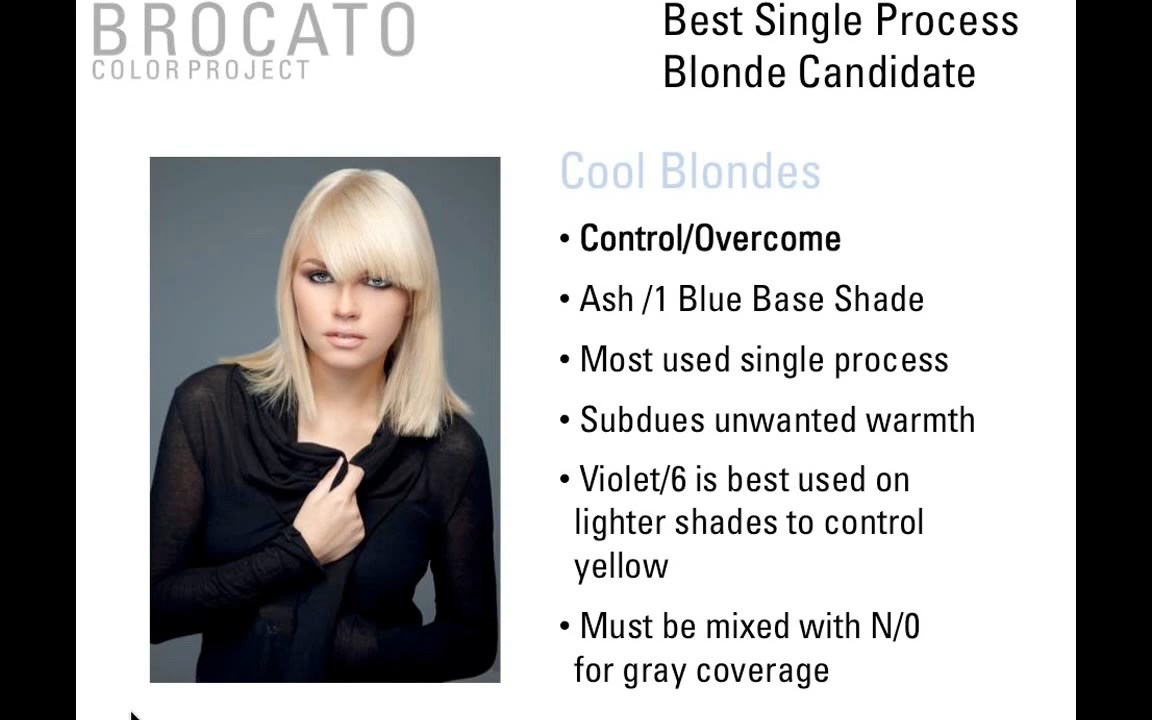 BROCATO
COLOR PROJECT
Best Single Process
Blonde Candidate
Cool Blondes
• Control/Overcome
• Ash /1 Blue Base Shade
• Most used single process
• Subdues unwanted warmth
• Violet/6 is best used on
lighter shades to control
yellow
• Must be mixed with N/0
for gray coverage